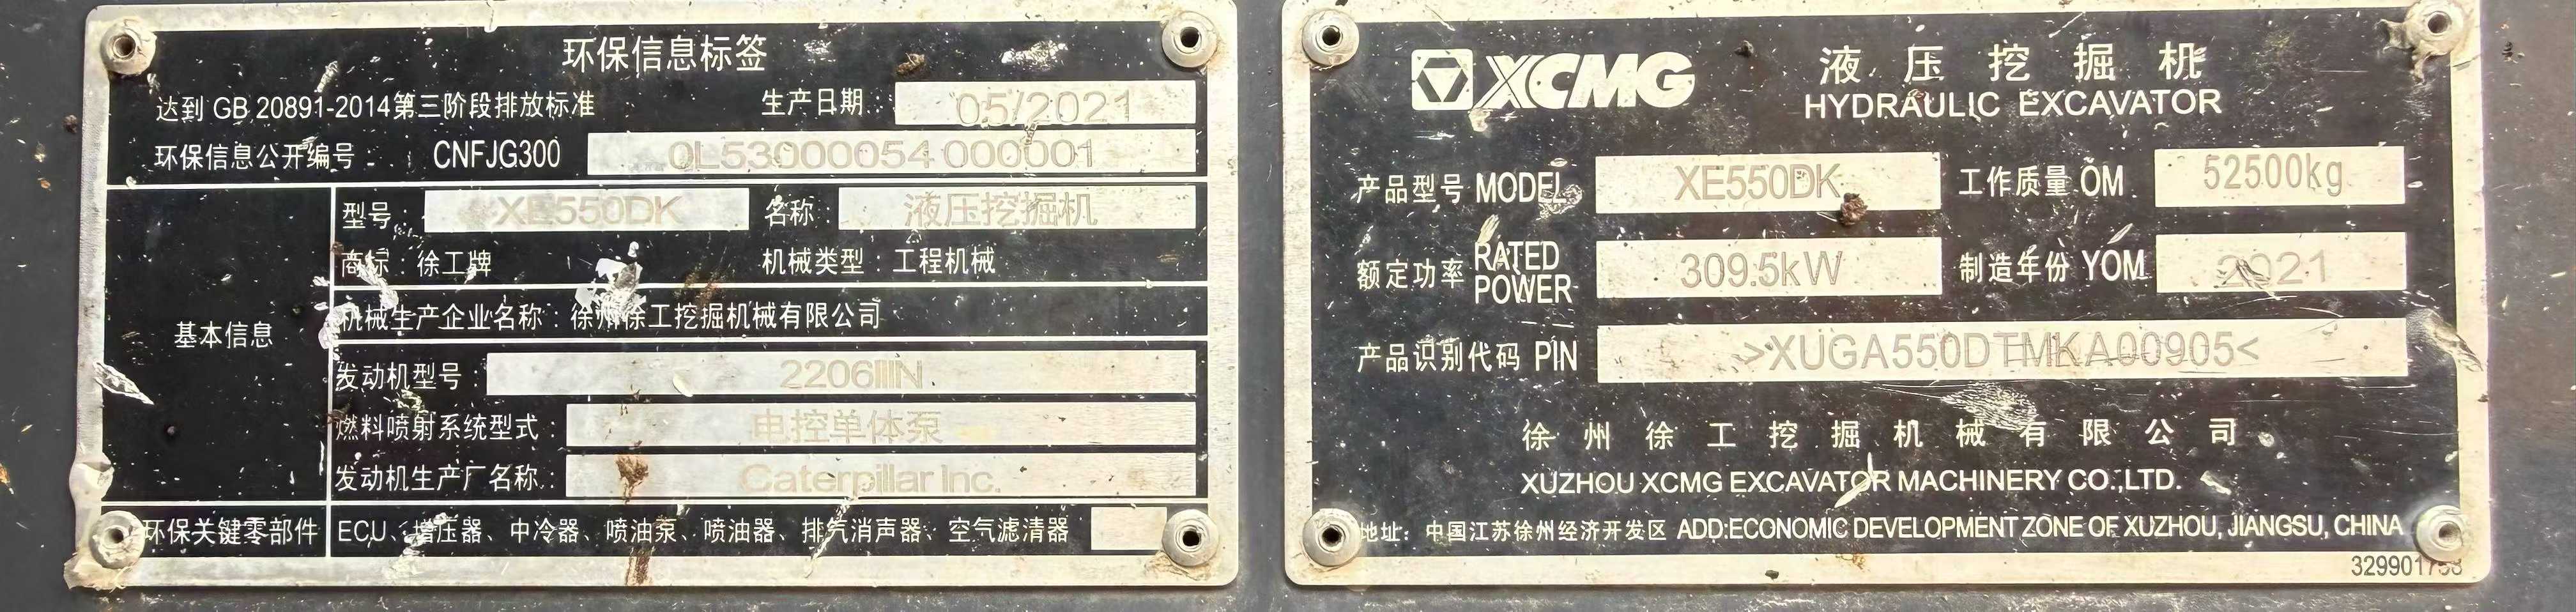 环保信息标签
达到 GB 20891-2014第三阶段排放标准 生产日期: 05/2021
环保信息公开编号: CNFJG300 0L53000054 000001
基本信息
型号: XE550DK 名称: 液压挖掘机
商标: 徐工牌 机械类型: 工程机械
机械生产企业名称: 徐州徐工挖掘机械有限公司
发动机型号: 2206IIIN
燃料喷射系统型式: 电控单体泵
发动机生产厂名称: Caterpillar Inc.
环保关键零部件 ECU、增压器、中冷器、喷油泵、喷油器、排气消声器、空气滤清器
XCMG 液压挖掘机
HYDRAULIC EXCAVATOR
产品型号 MODEL XE550DK 工作质量 OM 52500kg
额定功率 RATED POWER 309.5kW 制造年份 YOM 2021
产品识别代码 PIN >XUGA550DTMKA00905<
徐州徐工挖掘机械有限公司
XUZHOU XCMG EXCAVATOR MACHINERY CO.,LTD.
地址: 中国江苏徐州经济开发区 ADD:ECONOMIC DEVELOPMENT ZONE OF XUZHOU, JIANGSU, CHINA